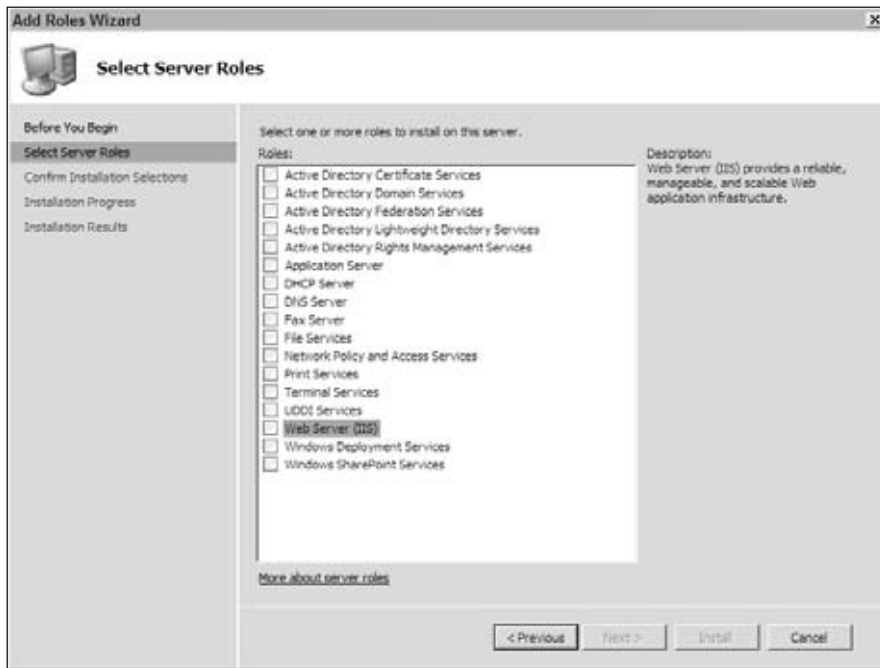 Add Roles Wizard
X
Select Server Roles
Before You Begin
Select Server Roles
Confirm Installation Selections
Installation Progress
Installation Results
Select one or more roles to install on this server.
Roles:
Active Directory Certificate Services
Active Directory Domain Services
Active Directory Federation Services
Active Directory Lightweight Directory Services
Active Directory Rights Management Services
Application Server
DHCP Server
DNS Server
Fax Server
File Services
Network Policy and Access Services
Print Services
Terminal Services
UDDI Services
Web Server (IIS)
Windows Deployment Services
Windows SharePoint Services
More about server roles
Description:
Web Server (IIS) provides a reliable,
manageable, and scalable Web
application infrastructure.
< Previous
Next >
Install
Cancel